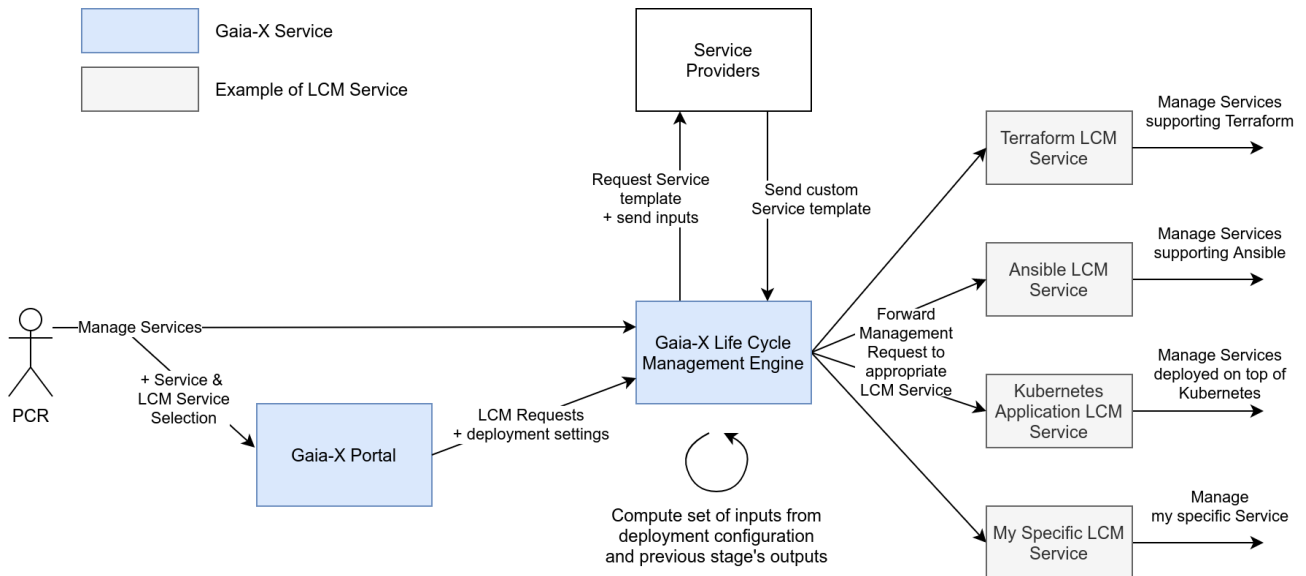 Gaia-X Service
Example of LCM Service
Service
Providers
Request Service
template
+ send inputs
Send custom
Service template
PCR
Manage Services
+ Service &
LCM Service
Selection
Gaia-X Portal
LCM Requests
+ deployment settings
Gaia-X Life Cycle
Management Engine
Compute set of inputs from
deployment configuration
and previous stage's outputs
Forward
Management
Request to
appropriate
LCM Service
Terraform LCM
Service
Manage Services
supporting Terraform
Ansible LCM
Service
Manage Services
supporting Ansible
Kubernetes
Application LCM
Service
Manage Services
deployed on top of
Kubernetes
My Specific LCM
Service
Manage
my specific Service